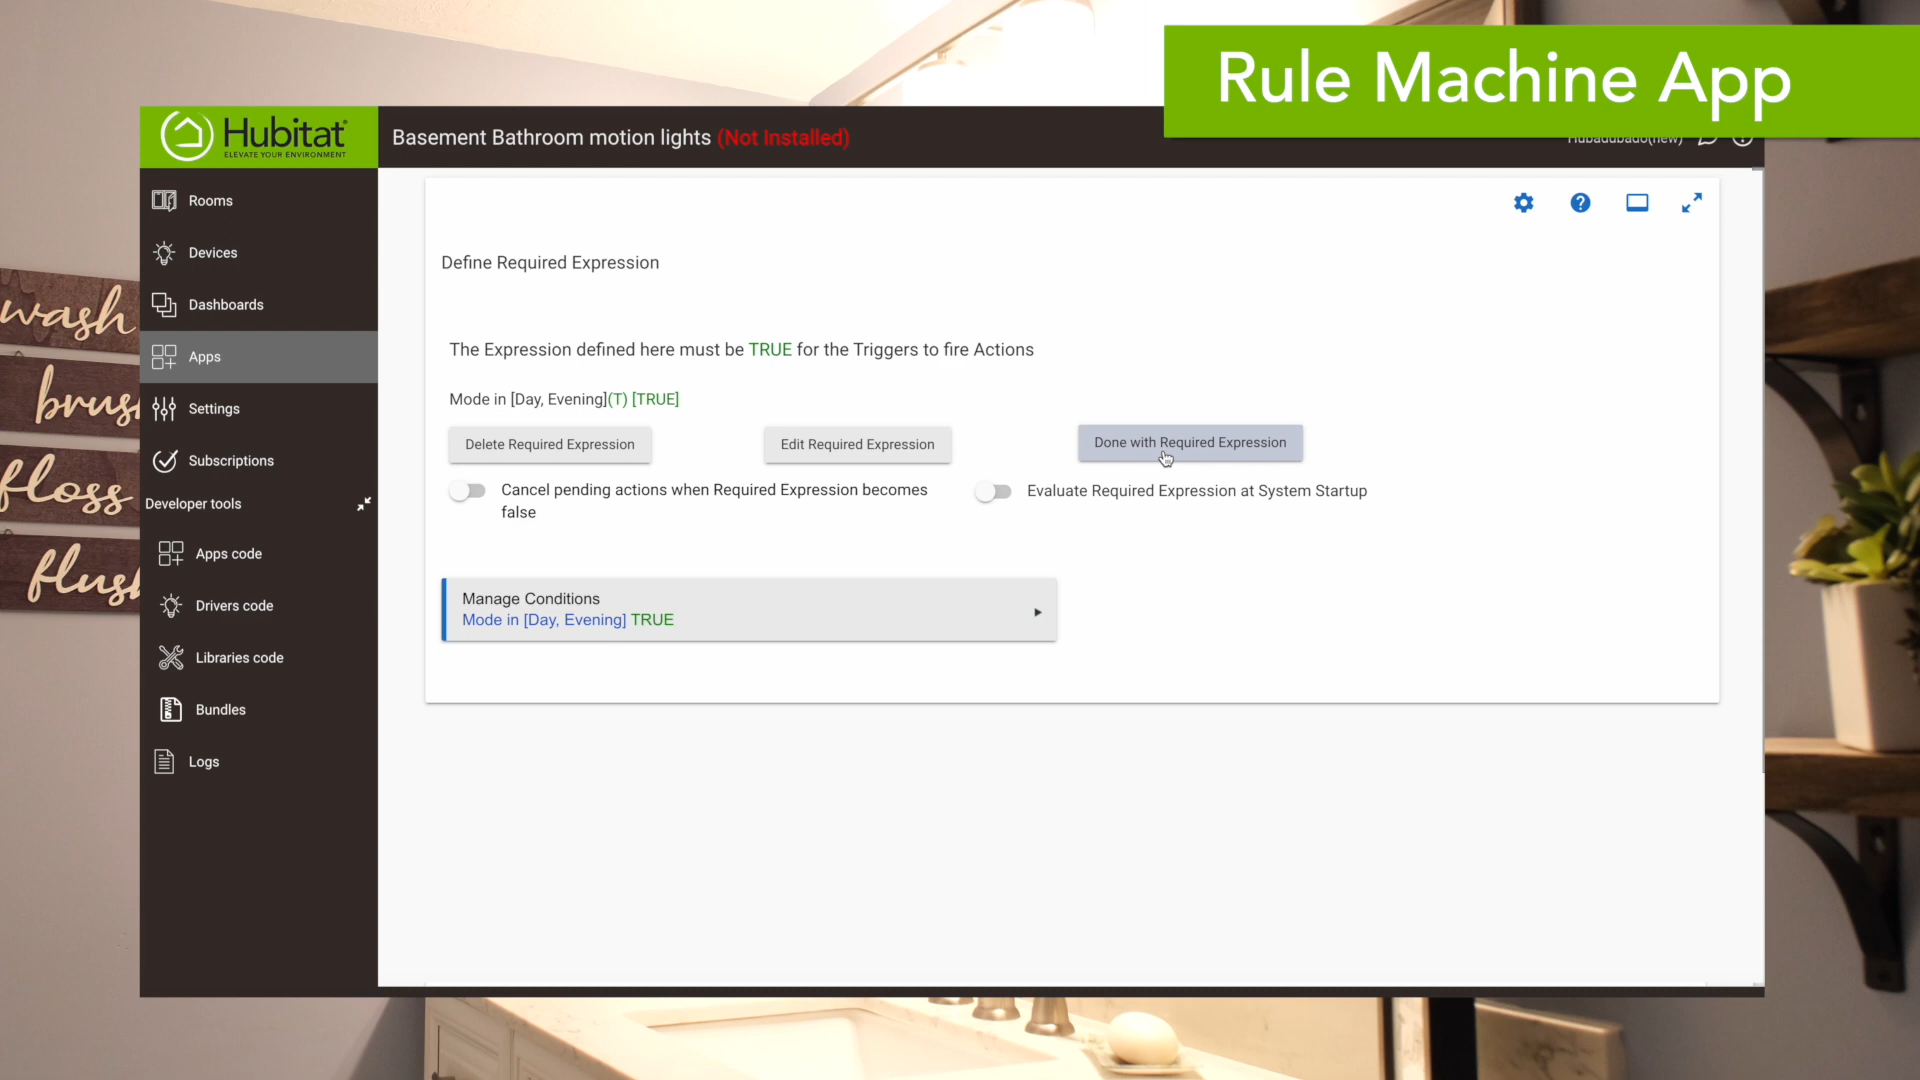 Rule Machine App
Hubitat
ELEVATE YOUR ENVIRONMENT
Basement Bathroom motion lights (Not Installed)
Hubadubado(new)
Rooms
Devices
Dashboards
Apps
Settings
Subscriptions
Developer tools
Apps code
Drivers code
Libraries code
Bundles
Logs
Define Required Expression
The Expression defined here must be TRUE for the Triggers to fire Actions
Mode in [Day, Evening](T) [TRUE]
Delete Required Expression
Edit Required Expression
Done with Required Expression
Cancel pending actions when Required Expression becomes
false
Evaluate Required Expression at System Startup
Manage Conditions
Mode in [Day, Evening] TRUE
wash
brush
floss
flush